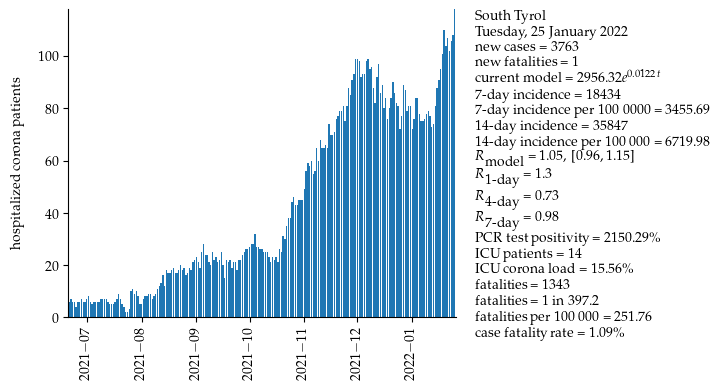 hospitalized corona patients
100
80
60
40
20
0
2021−07
2021−08
2021−09
2021−10
2021−11
2021−12
2022−01
South Tyrol
Tuesday, 25 January 2022
new cases = 3763
new fatalities = 1
current model = 2956.32e^0.0122 t
7-day incidence = 18434
7-day incidence per 100 0000 = 3455.69
14-day incidence = 35847
14-day incidence per 100 000 = 6719.98
R_model = 1.05, [0.96, 1.15]
R_1-day = 1.3
R_4-day = 0.73
R_7-day = 0.98
PCR test positivity = 2150.29%
ICU patients = 14
ICU corona load = 15.56%
fatalities = 1343
fatalities = 1 in 397.2
fatalities per 100 000 = 251.76
case fatality rate = 1.09%